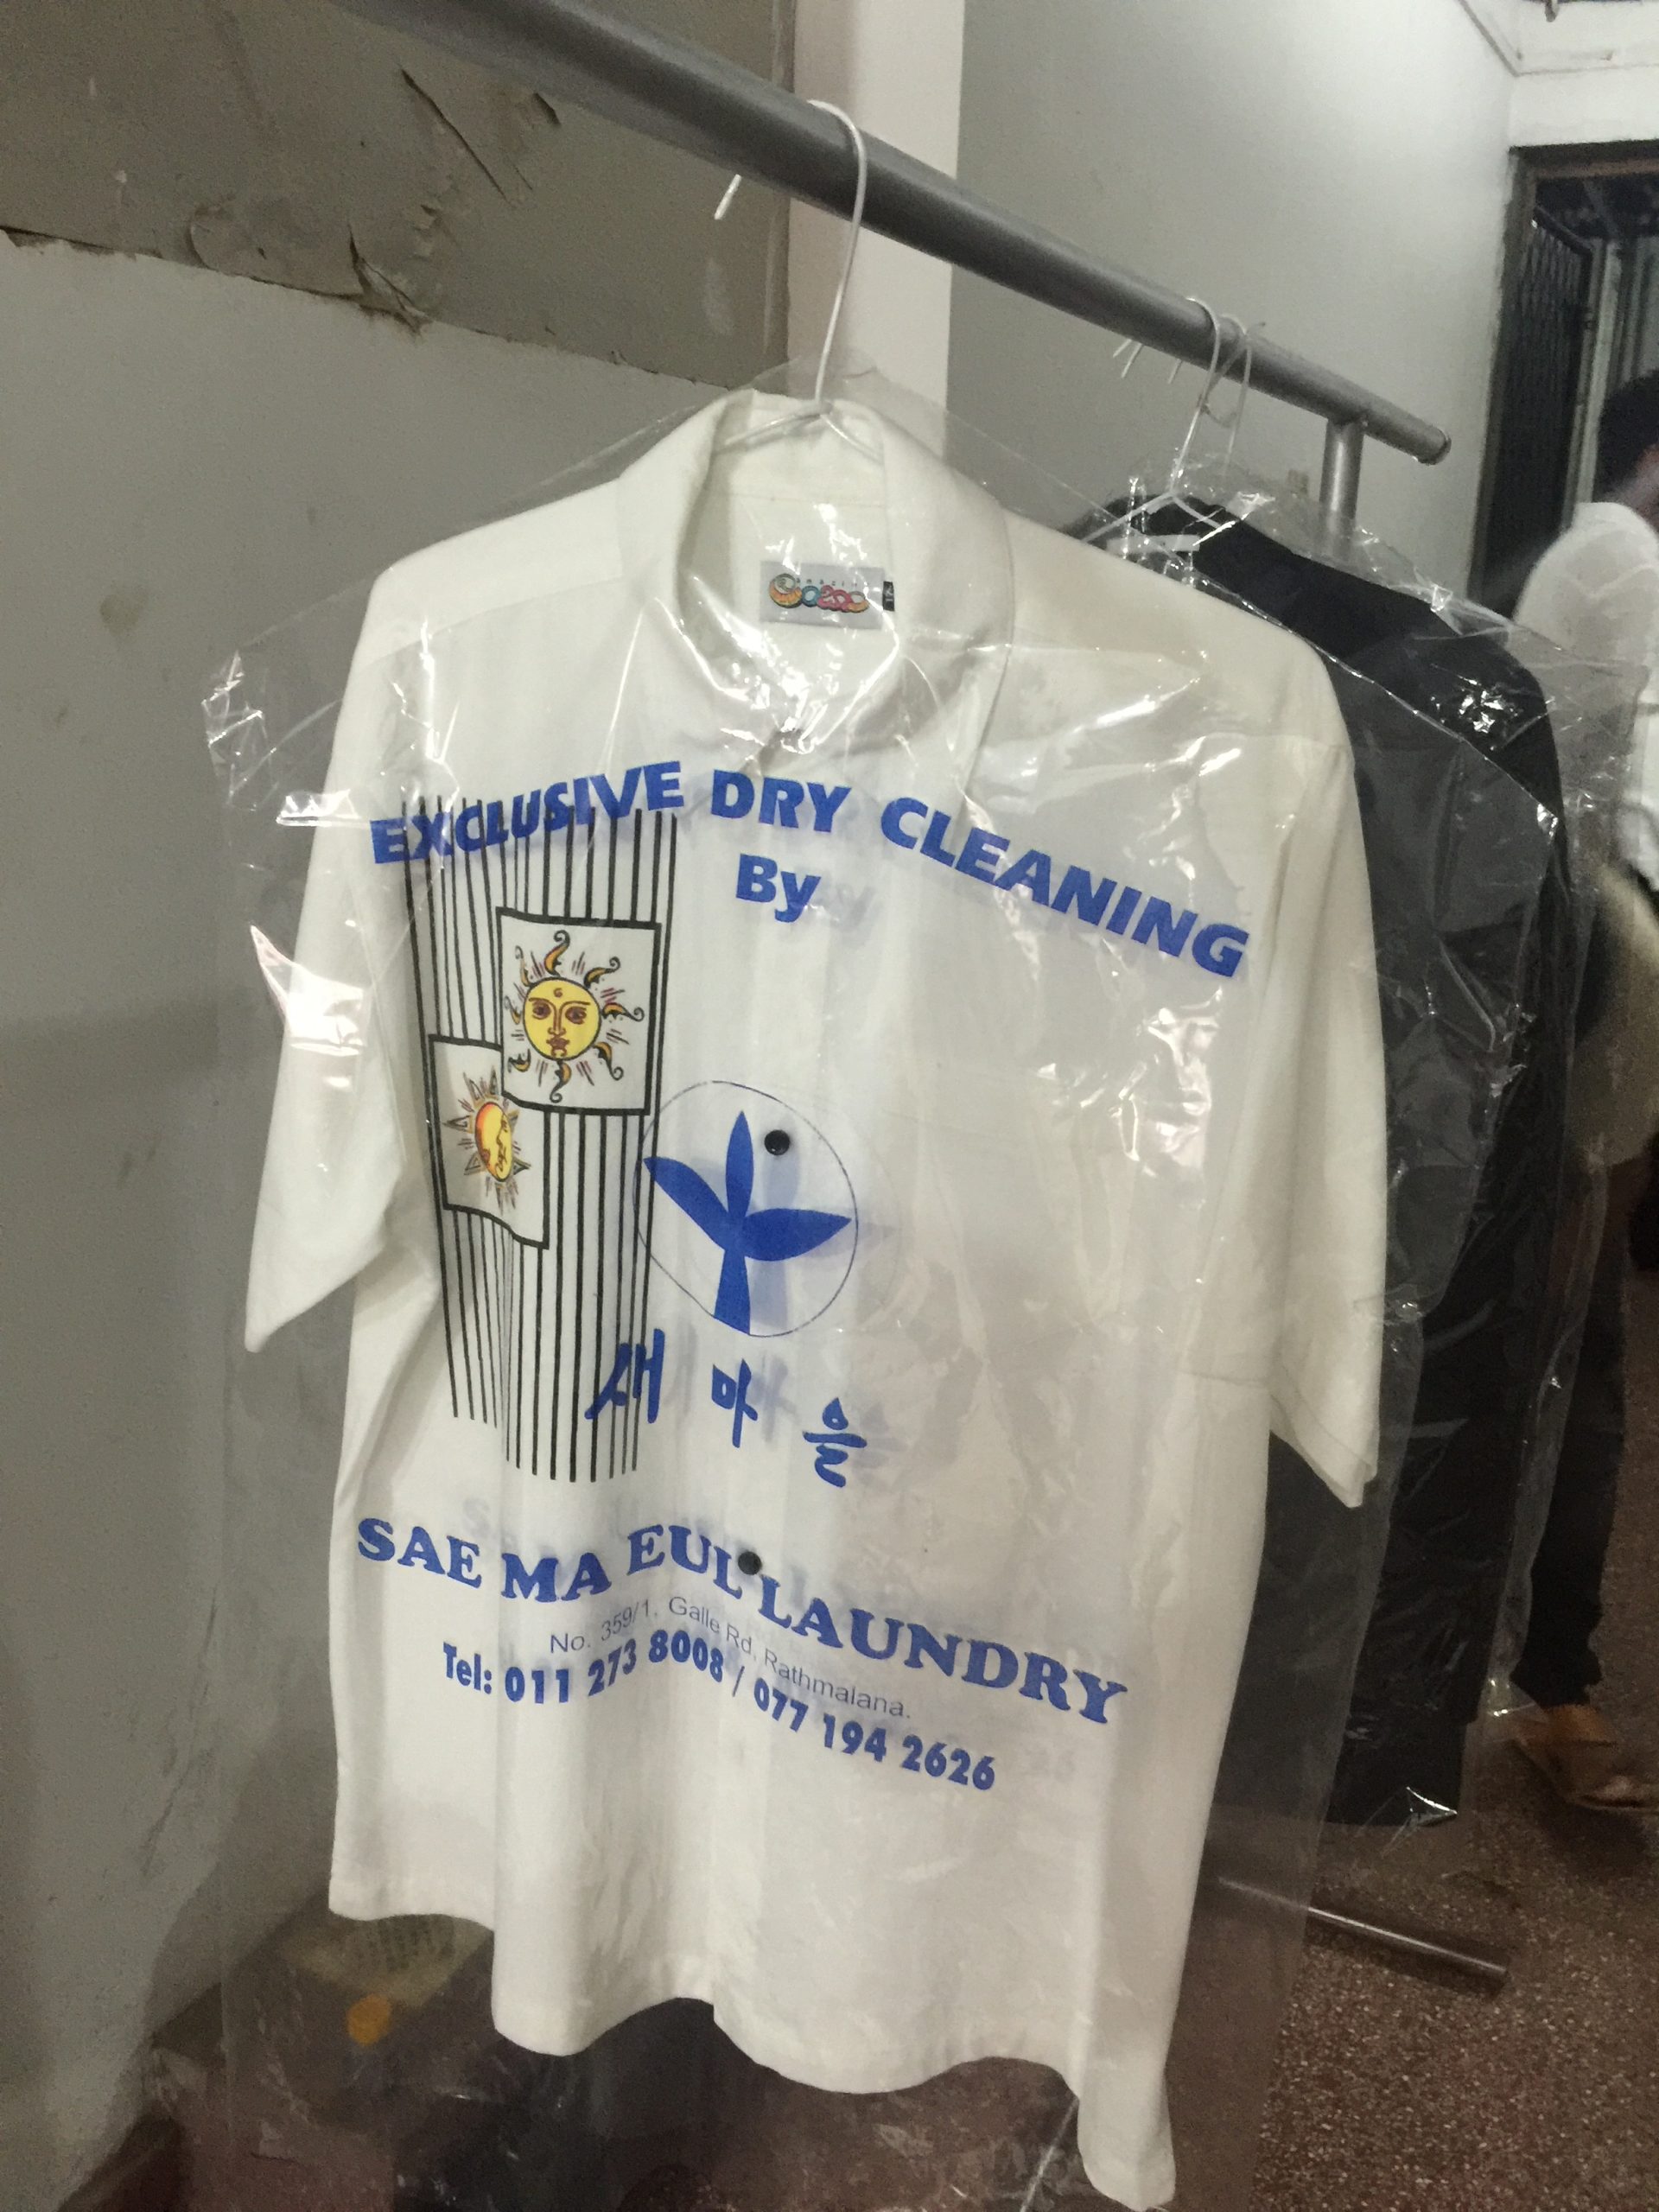 EXCLUSIVE DRY CLEANING
By
새 마 을
SAE MA EUL LAUNDRY
No. 359/1, Galle Rd, Rathmalana.
Tel: 011 273 8008 / 077 194 2626